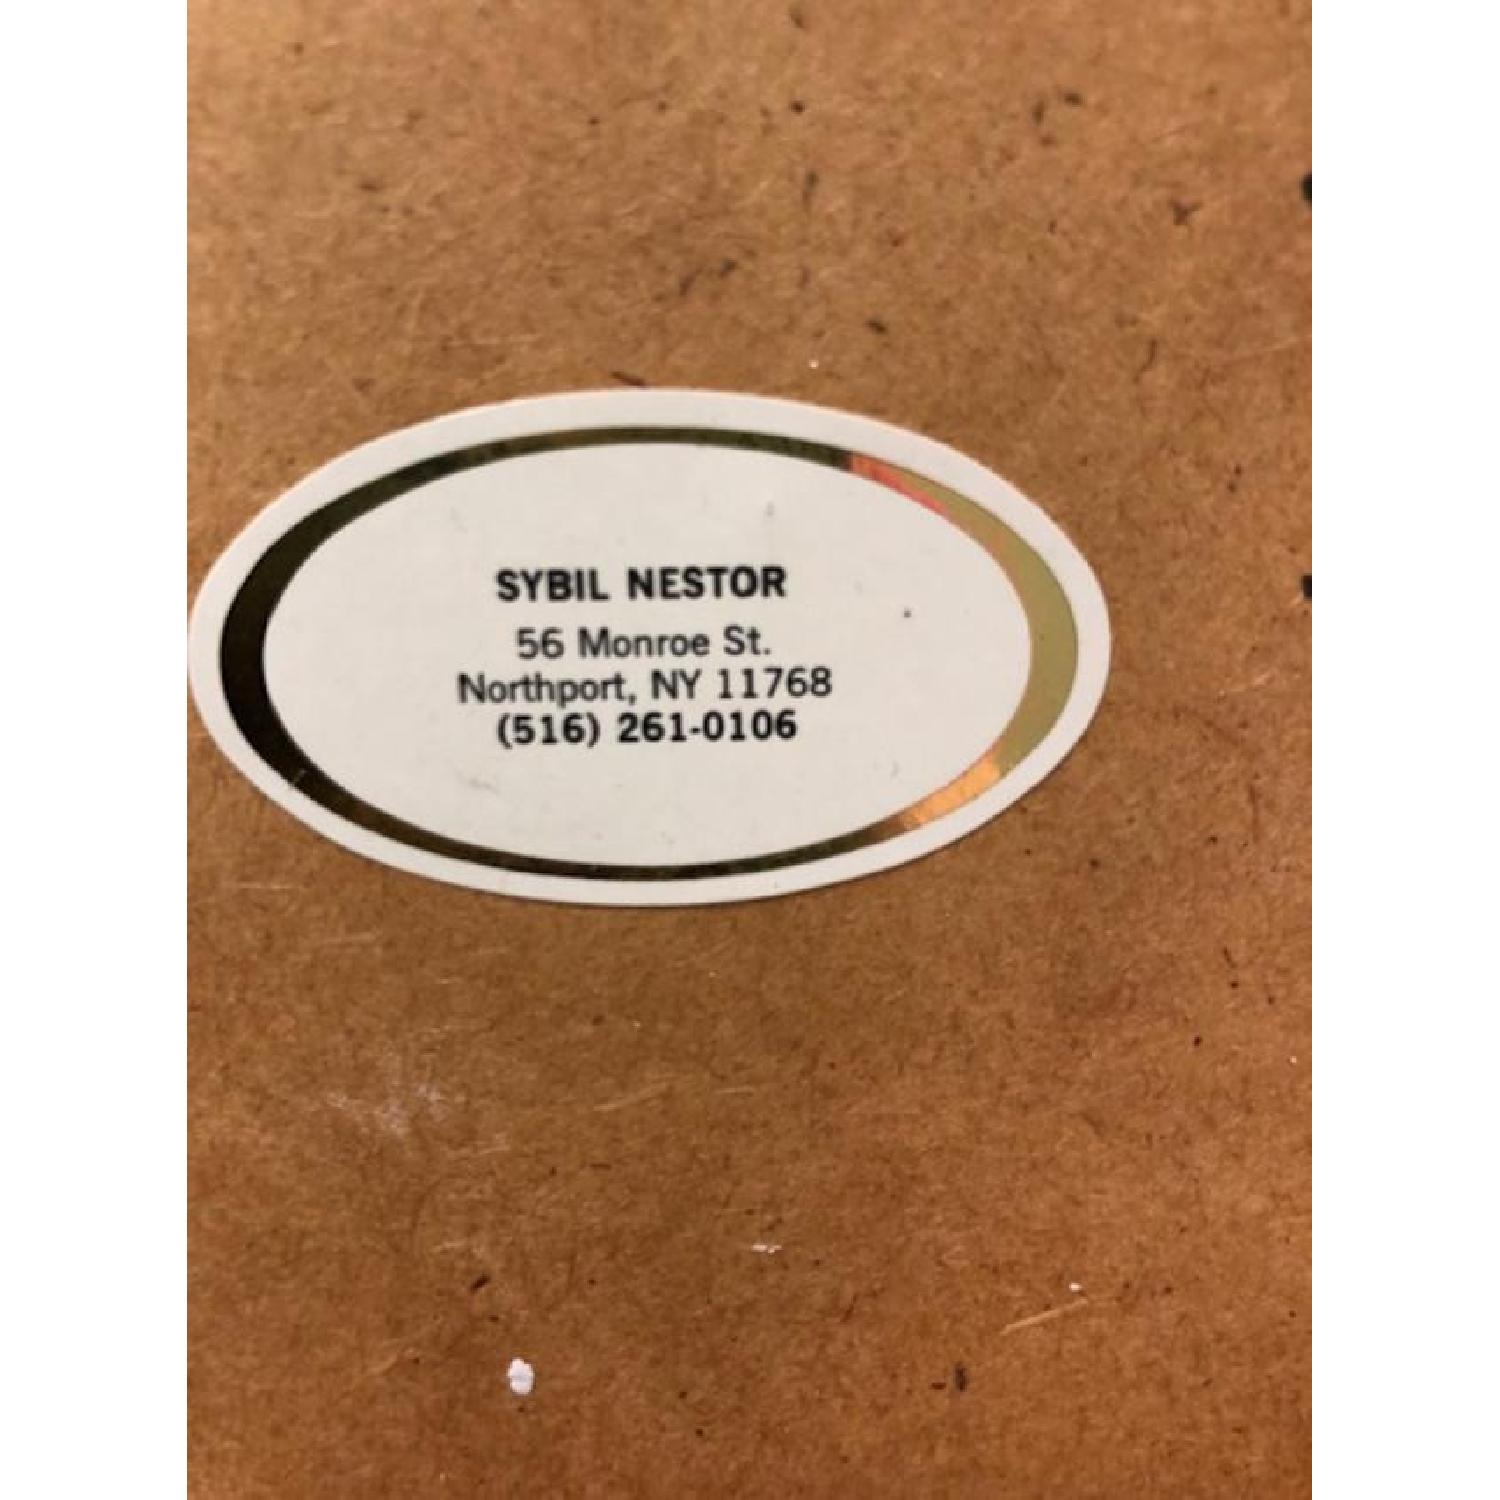 SYBIL NESTOR
56 Monroe St.
Northport, NY 11768
(516) 261-0106